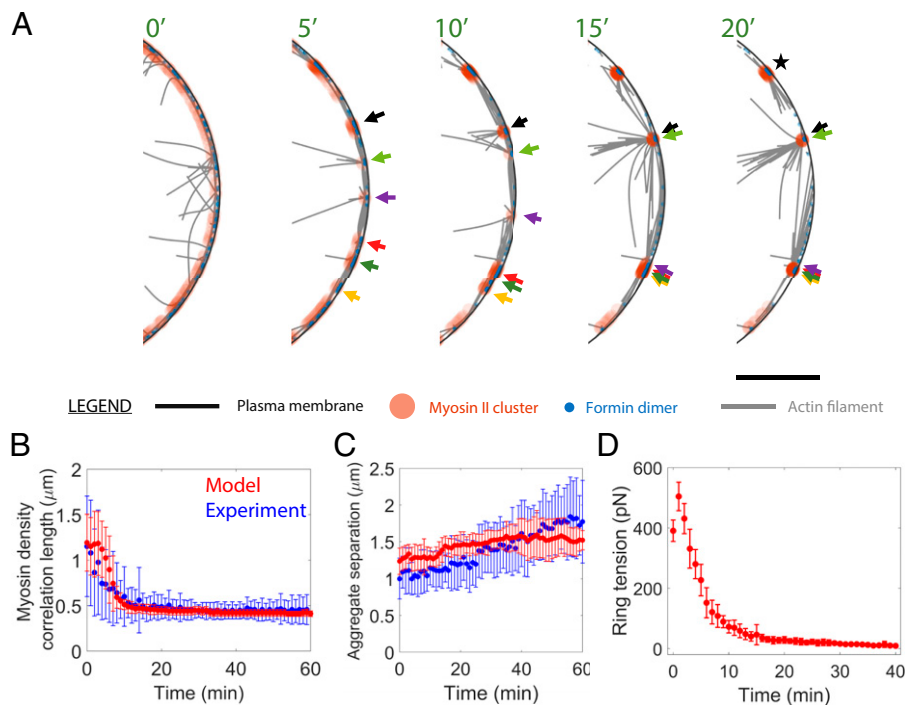 A
0’ 5’ 10’ 15’ 20’
LEGEND Plasma membrane Myosin II cluster Formin dimer Actin filament
B
Myosin density
correlation length (μm)
2
1.5
1
0.5
0
Model
Experiment
0 20 40 60
Time (min)
C
Aggregate separation (μm)
2.5
2
1.5
1
0.5
0
0 20 40 60
Time (min)
D
Ring tension (pN)
600
400
200
0
0 10 20 30 40
Time (min)